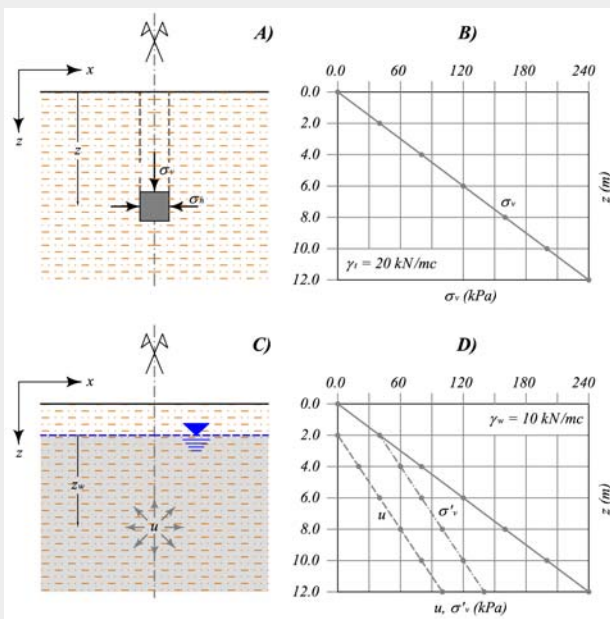 A)
x
z
z
σv
σh
B)
0.0 60 120 180 240
0.0
2.0
4.0
6.0
8.0
10.0
12.0
σv
γt = 20 kN/mc
z (m)
σv (kPa)
C)
x
z
zw
u
D)
0.0 60 120 180 240
0.0
2.0
4.0
6.0
8.0
10.0
12.0
γw = 10 kN/mc
u
σ'v
z (m)
u, σ'v (kPa)